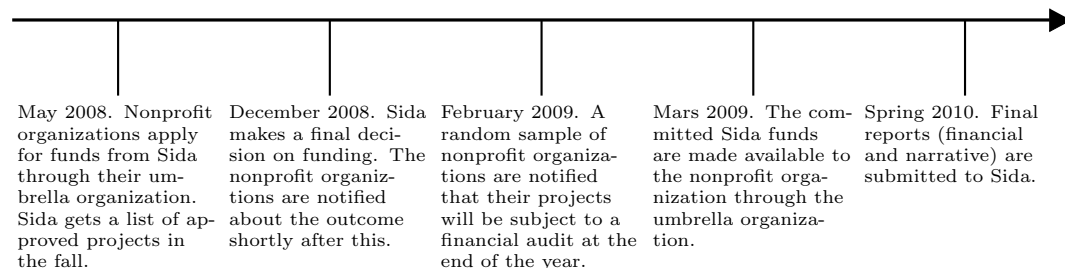 May 2008. Nonprofit
organizations apply
for funds from Sida
through their um-
brella organization.
Sida gets a list of ap-
proved projects in
the fall.
December 2008. Sida
makes a final deci-
sion on funding. The
nonprofit organiz-
tions are notified
about the outcome
shortly after this.
February 2009. A
random sample of
nonprofit organiza-
tions are notified
that their projects
will be subject to a
financial audit at the
end of the year.
Mars 2009. The com-
mitted Sida funds
are made available to
the nonprofit orga-
nization through the
umbrella organiza-
tion.
Spring 2010. Final
reports (financial
and narrative) are
submitted to Sida.